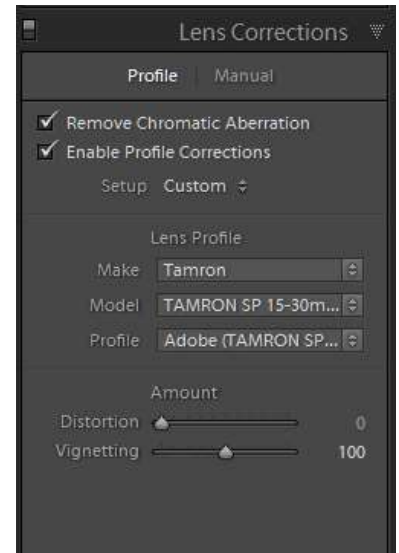 Lens Corrections
Profile | Manual
Remove Chromatic Aberration
Enable Profile Corrections
Setup Custom
Lens Profile
Make Tamron
Model TAMRON SP 15-30m...
Profile Adobe (TAMRON SP...
Amount
Distortion 0
Vignetting 100